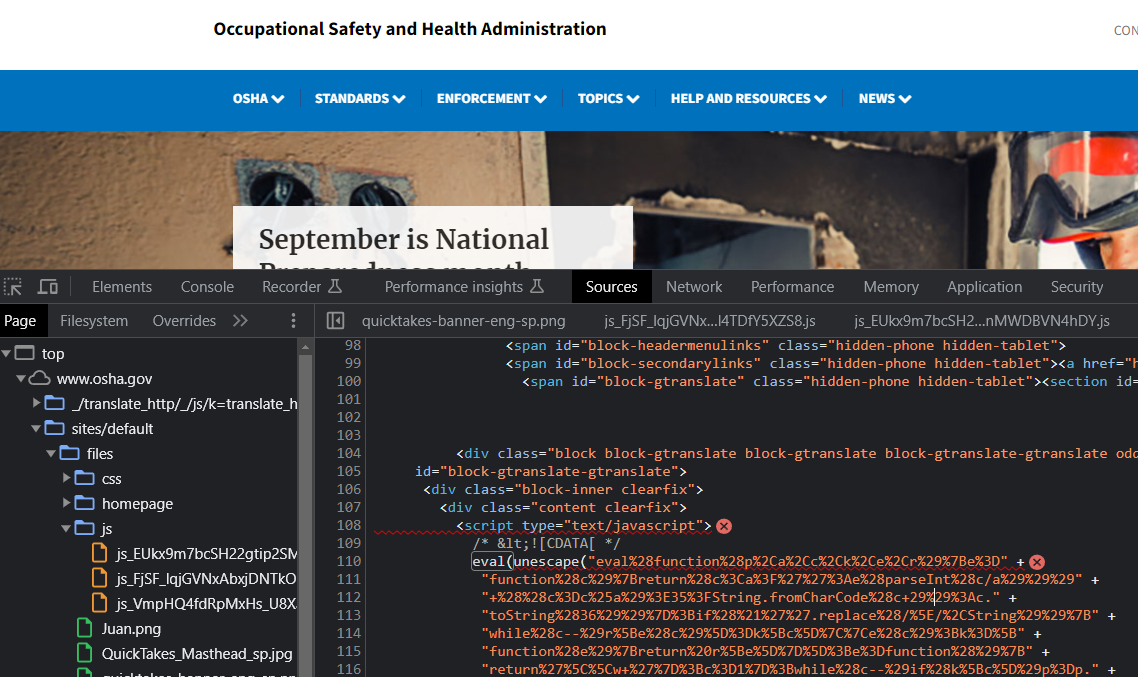 Occupational Safety and Health Administration
CON
OSHA STANDARDS ENFORCEMENT TOPICS HELP AND RESOURCES NEWS
September is National
Preparedness month
Elements Console Recorder Performance insights Sources Network Performance Memory Application Security
Page Filesystem Overrides quicktakes-banner-eng-sp.png js_FjSF_lqjGVNx...l4TDfY5XZS8.js js_EUkx9m7bcSH2...nMWDBVN4hDY.js
top
www.osha.gov
_/translate_http/_/js/k=translate_h
sites/default
files
css
homepage
js
js_EUkx9m7bcSH22gtip2SM
js_FjSF_lqjGVNxAbxjDNTkO
js_VmpHQ4fdRpMxHs_U8X
Juan.png
QuickTakes_Masthead_sp.jpg
quicktakes-banner-eng-sp.pn
98 <span id="block-headermenulinks" class="hidden-phone hidden-tablet">
99 <span id="block-secondarylinks" class="hidden-phone hidden-tablet"><a href="h
100 <span id="block-gtranslate" class="hidden-phone hidden-tablet"><section id=
101
102
103
104 <div class="block block-gtranslate block-gtranslate block-gtranslate-gtranslate odd
105 id="block-gtranslate-gtranslate">
106 <div class="block-inner clearfix">
107 <div class="content clearfix">
108 <script type="text/javascript">
109 /* &lt;![CDATA[ */
110 eval(unescape("eval%28function%28p%2Ca%2Cc%2Ck%2Ce%2Cr%29%7Be%3D" +
111 "function%28c%29%7Breturn%28c%3Ca%3F%27%27%3Ae%28parseInt%28c/a%29%29%29" +
112 "+%28%28c%3Dc%25a%29%3E35%3FString.fromCharCode%28c+29%29%3Ac." +
113 "toString%2836%29%29%7D%3Bif%28%21%27%27.replace%28/%5E/%2CString%29%29%7B" +
114 "while%28c--%29r%5Be%28c%29%5D%3Dk%5Bc%5D%7C%7Ce%28c%29%3Bk%3D%5B" +
115 "function%28e%29%7Breturn%20r%5Be%5D%7D%5D%3Be%3Dfunction%28%29%7B" +
116 "return%27%5C%5Cw+%27%7D%3Bc%3D1%7D%3Bwhile%28c--%29if%28k%5Bc%5D%29p%3Dp." +